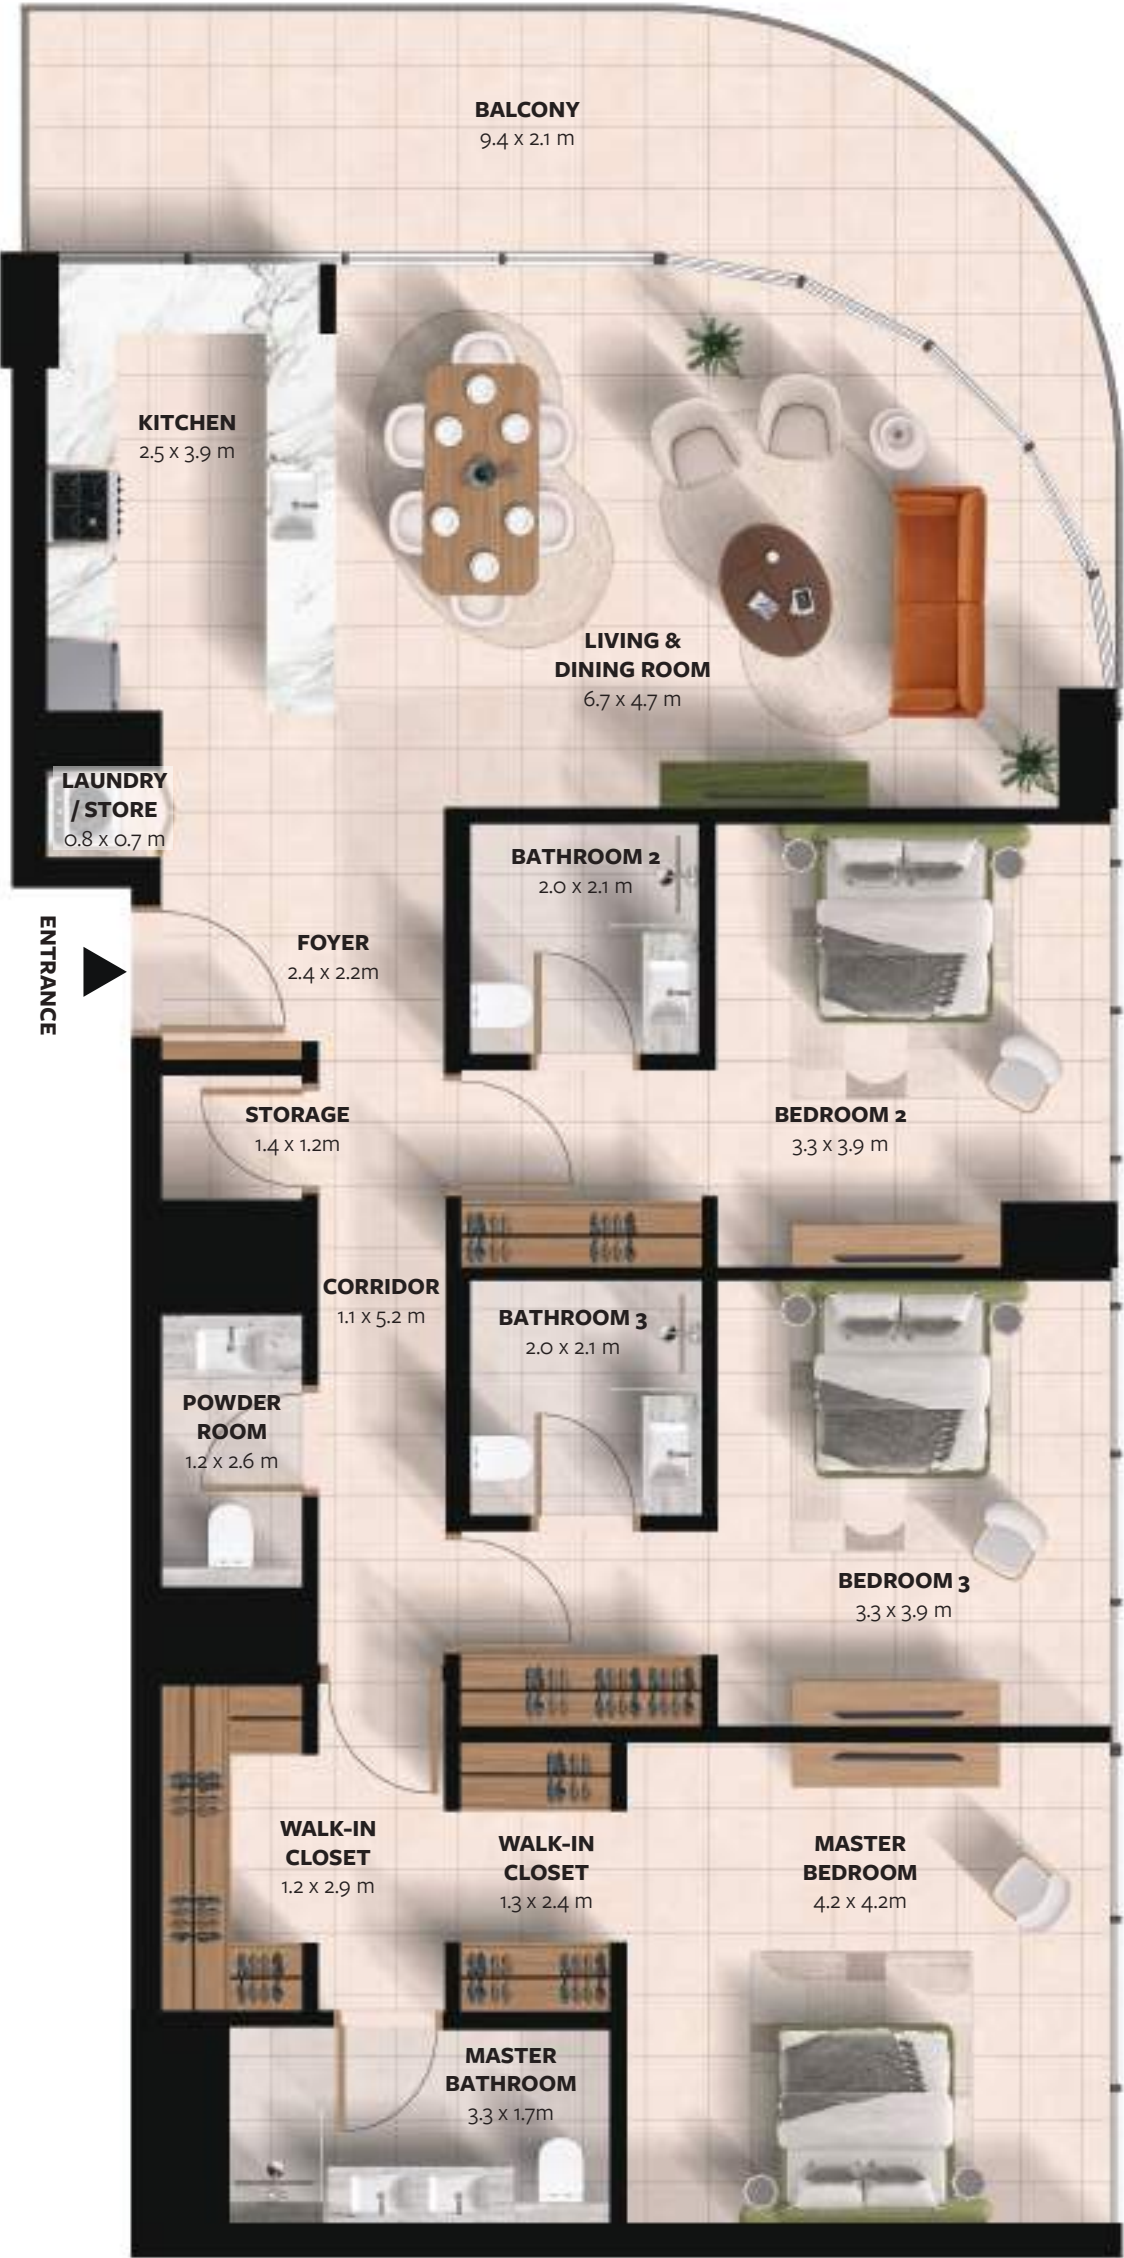 BALCONY
9.4 x 2.1 m
KITCHEN
2.5 x 3.9 m
LIVING &
DINING ROOM
6.7 x 4.7 m
LAUNDRY
/ STORE
0.8 x 0.7 m
BATHROOM 2
2.0 x 2.1 m
ENTRANCE
FOYER
2.4 x 2.2m
STORAGE
1.4 x 1.2m
BEDROOM 2
3.3 x 3.9 m
CORRIDOR
1.1 x 5.2 m
BATHROOM 3
2.0 x 2.1 m
POWDER
ROOM
1.2 x 2.6 m
BEDROOM 3
3.3 x 3.9 m
WALK-IN
CLOSET
1.2 x 2.9 m
WALK-IN
CLOSET
1.3 x 2.4 m
MASTER
BEDROOM
4.2 x 4.2m
MASTER
BATHROOM
3.3 x 1.7m